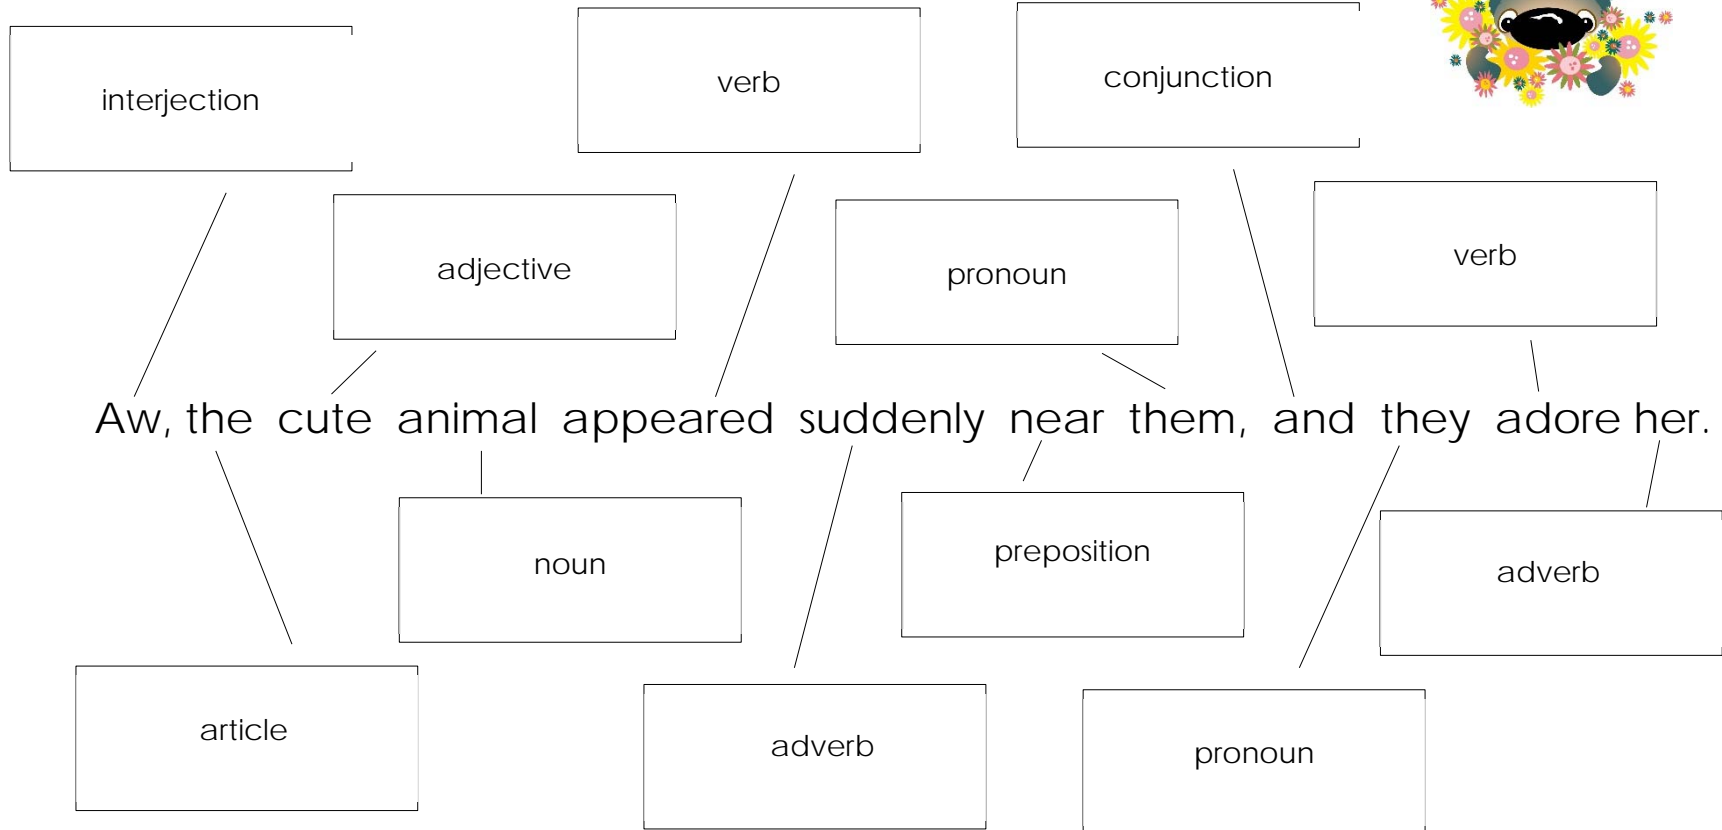 interjection
verb
conjunction
adjective
pronoun
verb
Aw, the cute animal appeared suddenly near them, and they adore her.
noun
preposition
adverb
article
adverb
pronoun